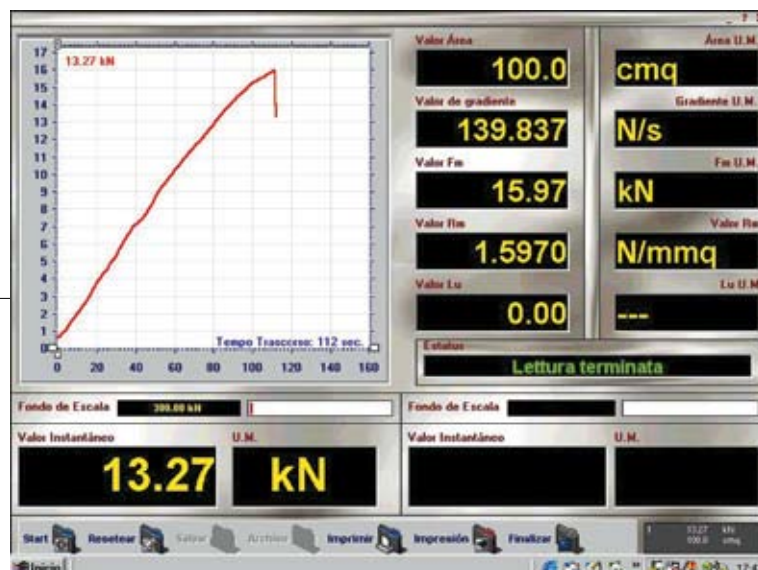 _ ? 
13.27 kN
17
16
15
14
13
12
11
10
9
8
7
6
5
4
3
2
1
0
0 20 40 60 80 100 120 140 160
Tempo Trascorso: 112 sec.
Valor Área
Área U.M.
100.0
cmq
Valor de gradiente
Gradiente U.M.
139.837
N/s
Valor Fm
Fm U.M.
15.97
kN
Valor Rm
Valor Rm
1.5970
N/mmq
Valor Lu
Lu U.M
0.00
---
Estatus
Lettura terminata
Fondo de Escala
300.00 kN
Fondo de Escala
Valor Instantáneo
U.M.
13.27
kN
Valor Instantáneo
U.M.
Start
Resetear
Salvar
Archivo
Imprimir
Impresión
Finalizar
1 13.27 kN
100.0 cmq
Inicio
17:4